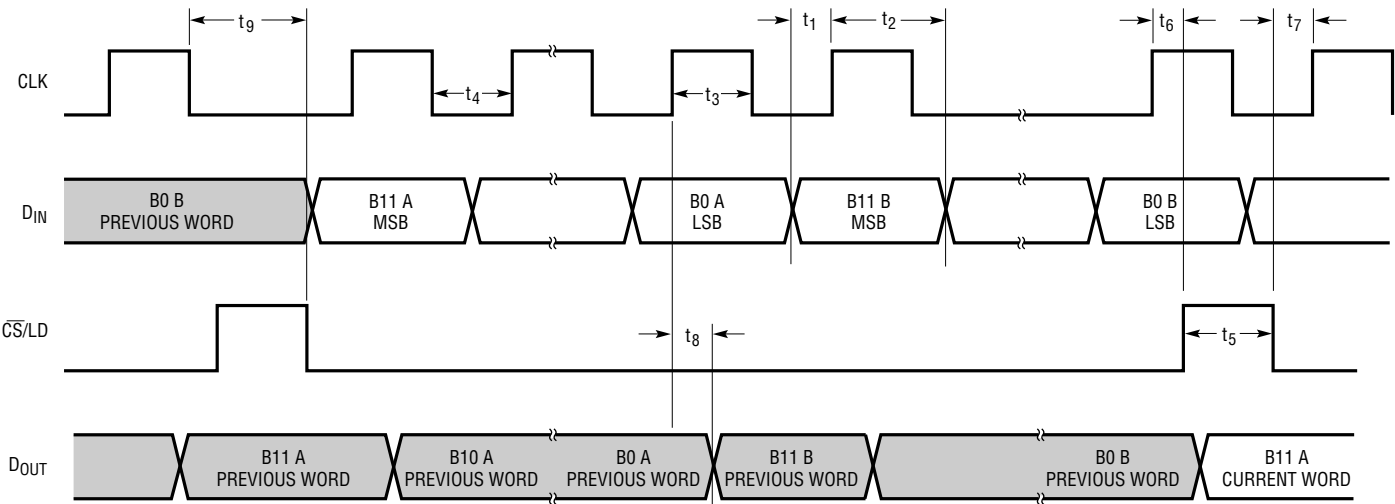 t9
t1
t2
t6
t7
CLK
t4
t3
DIN
B0 B
PREVIOUS WORD
B11 A
MSB
B0 A
LSB
B11 B
MSB
B0 B
LSB
CS/LD
t8
t5
DOUT
B11 A
PREVIOUS WORD
B10 A
PREVIOUS WORD
B0 A
PREVIOUS WORD
B11 B
PREVIOUS WORD
B0 B
PREVIOUS WORD
B11 A
CURRENT WORD